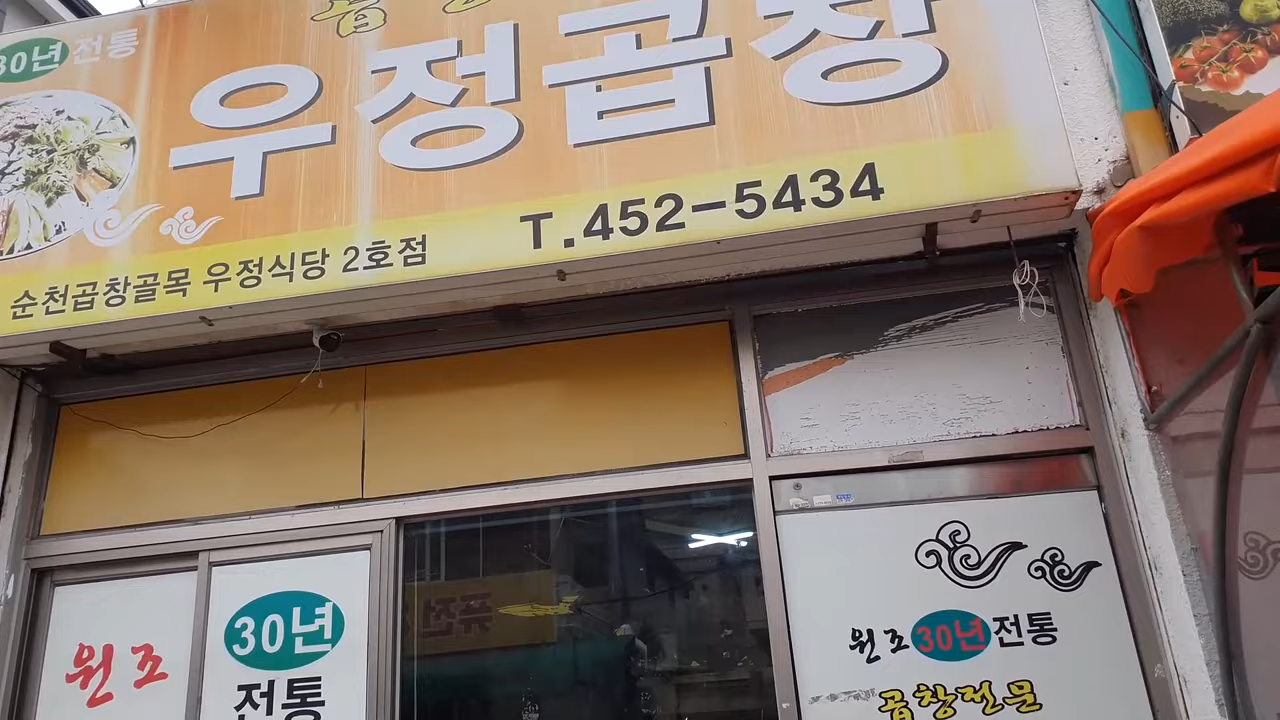 30년 전통
우정곱창
T.452-5434
순천곱창골목 우정식당 2호점
원조
30년
전통
원조 30년 전통
곱창전문